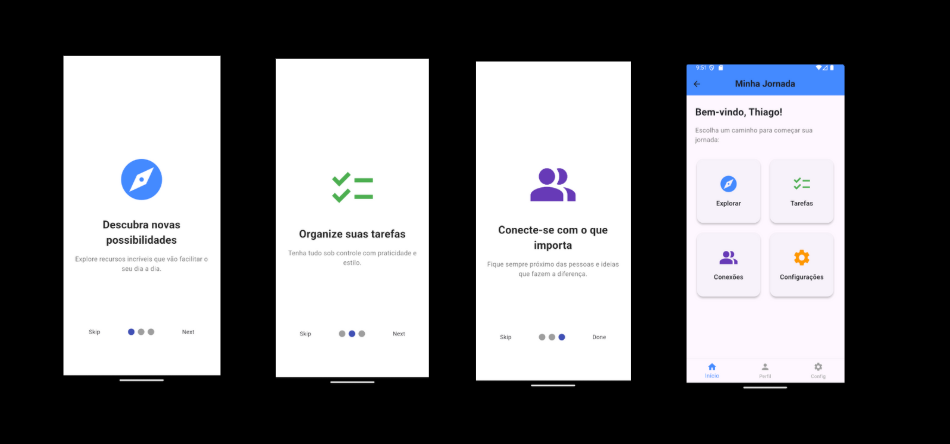 Descubra novas
possibilidades
Explore recursos incríveis que vão facilitar o
seu dia a dia.
Skip
Next
Organize suas tarefas
Tenha tudo sob controle com praticidade e
estilo.
Skip
Next
Conecte-se com o que
importa
Fique sempre próximo das pessoas e ideias
que fazem a diferença.
Skip
Done
9:51
Minha Jornada
Bem-vindo, Thiago!
Escolha um caminho para começar sua
jornada:
Explorar
Tarefas
Conexões
Configurações
Início
Perfil
Config